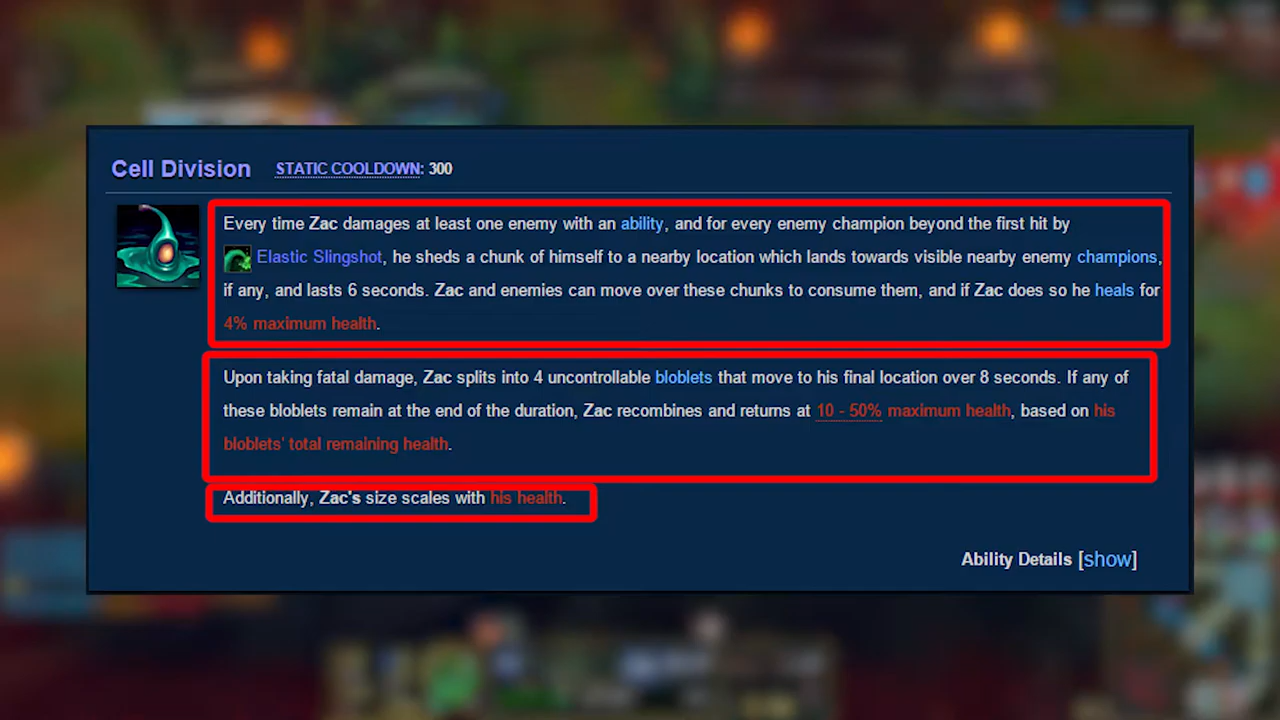 Cell Division STATIC COOLDOWN: 300
Every time Zac damages at least one enemy with an ability, and for every enemy champion beyond the first hit by
Elastic Slingshot, he sheds a chunk of himself to a nearby location which lands towards visible nearby enemy champions,
if any, and lasts 6 seconds. Zac and enemies can move over these chunks to consume them, and if Zac does so he heals for
4% maximum health.
Upon taking fatal damage, Zac splits into 4 uncontrollable bloblets that move to his final location over 8 seconds. If any of
these bloblets remain at the end of the duration, Zac recombines and returns at 10 - 50% maximum health, based on his
bloblets' total remaining health.
Additionally, Zac's size scales with his health.
Ability Details [show]